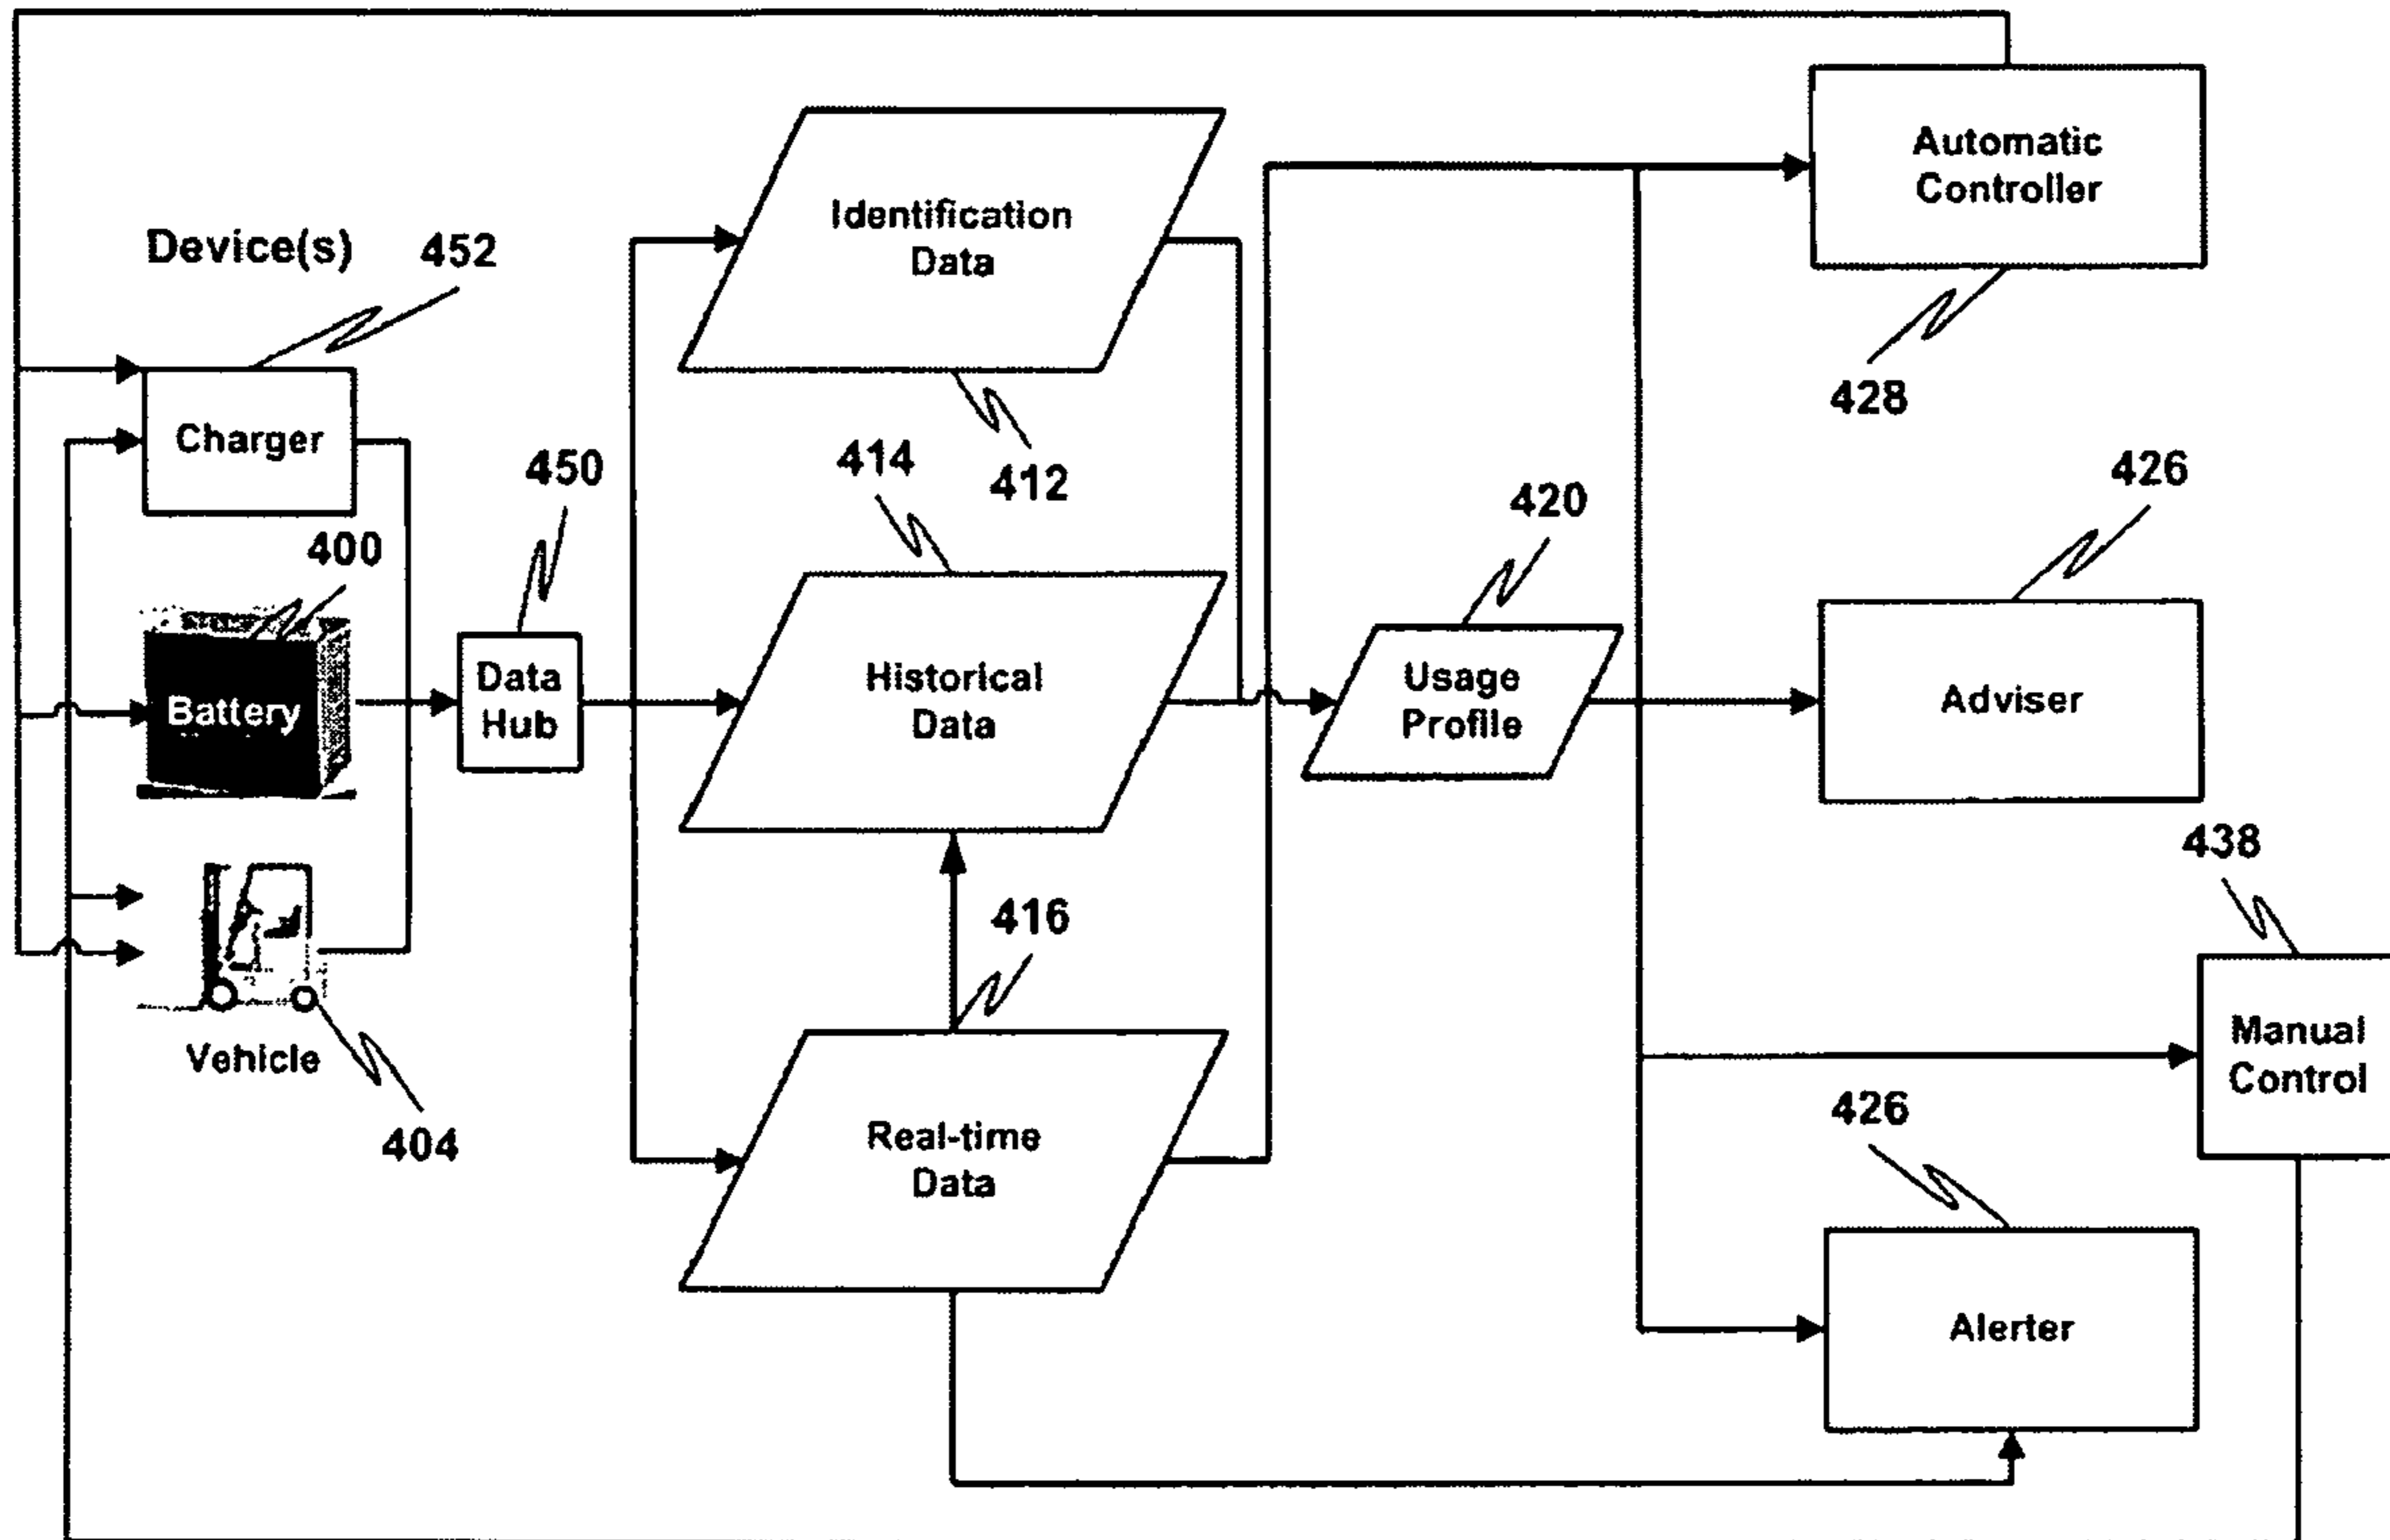 Automatic
Controller
428
Identification
Data
412
Device(s)
452
Charger
414
450
420
426
400
Battery
Data
Hub
Historical
Data
Usage
Profile
Adviser
438
416
Manual
Control
Vehicle
404
Real-time
Data
426
Alerter